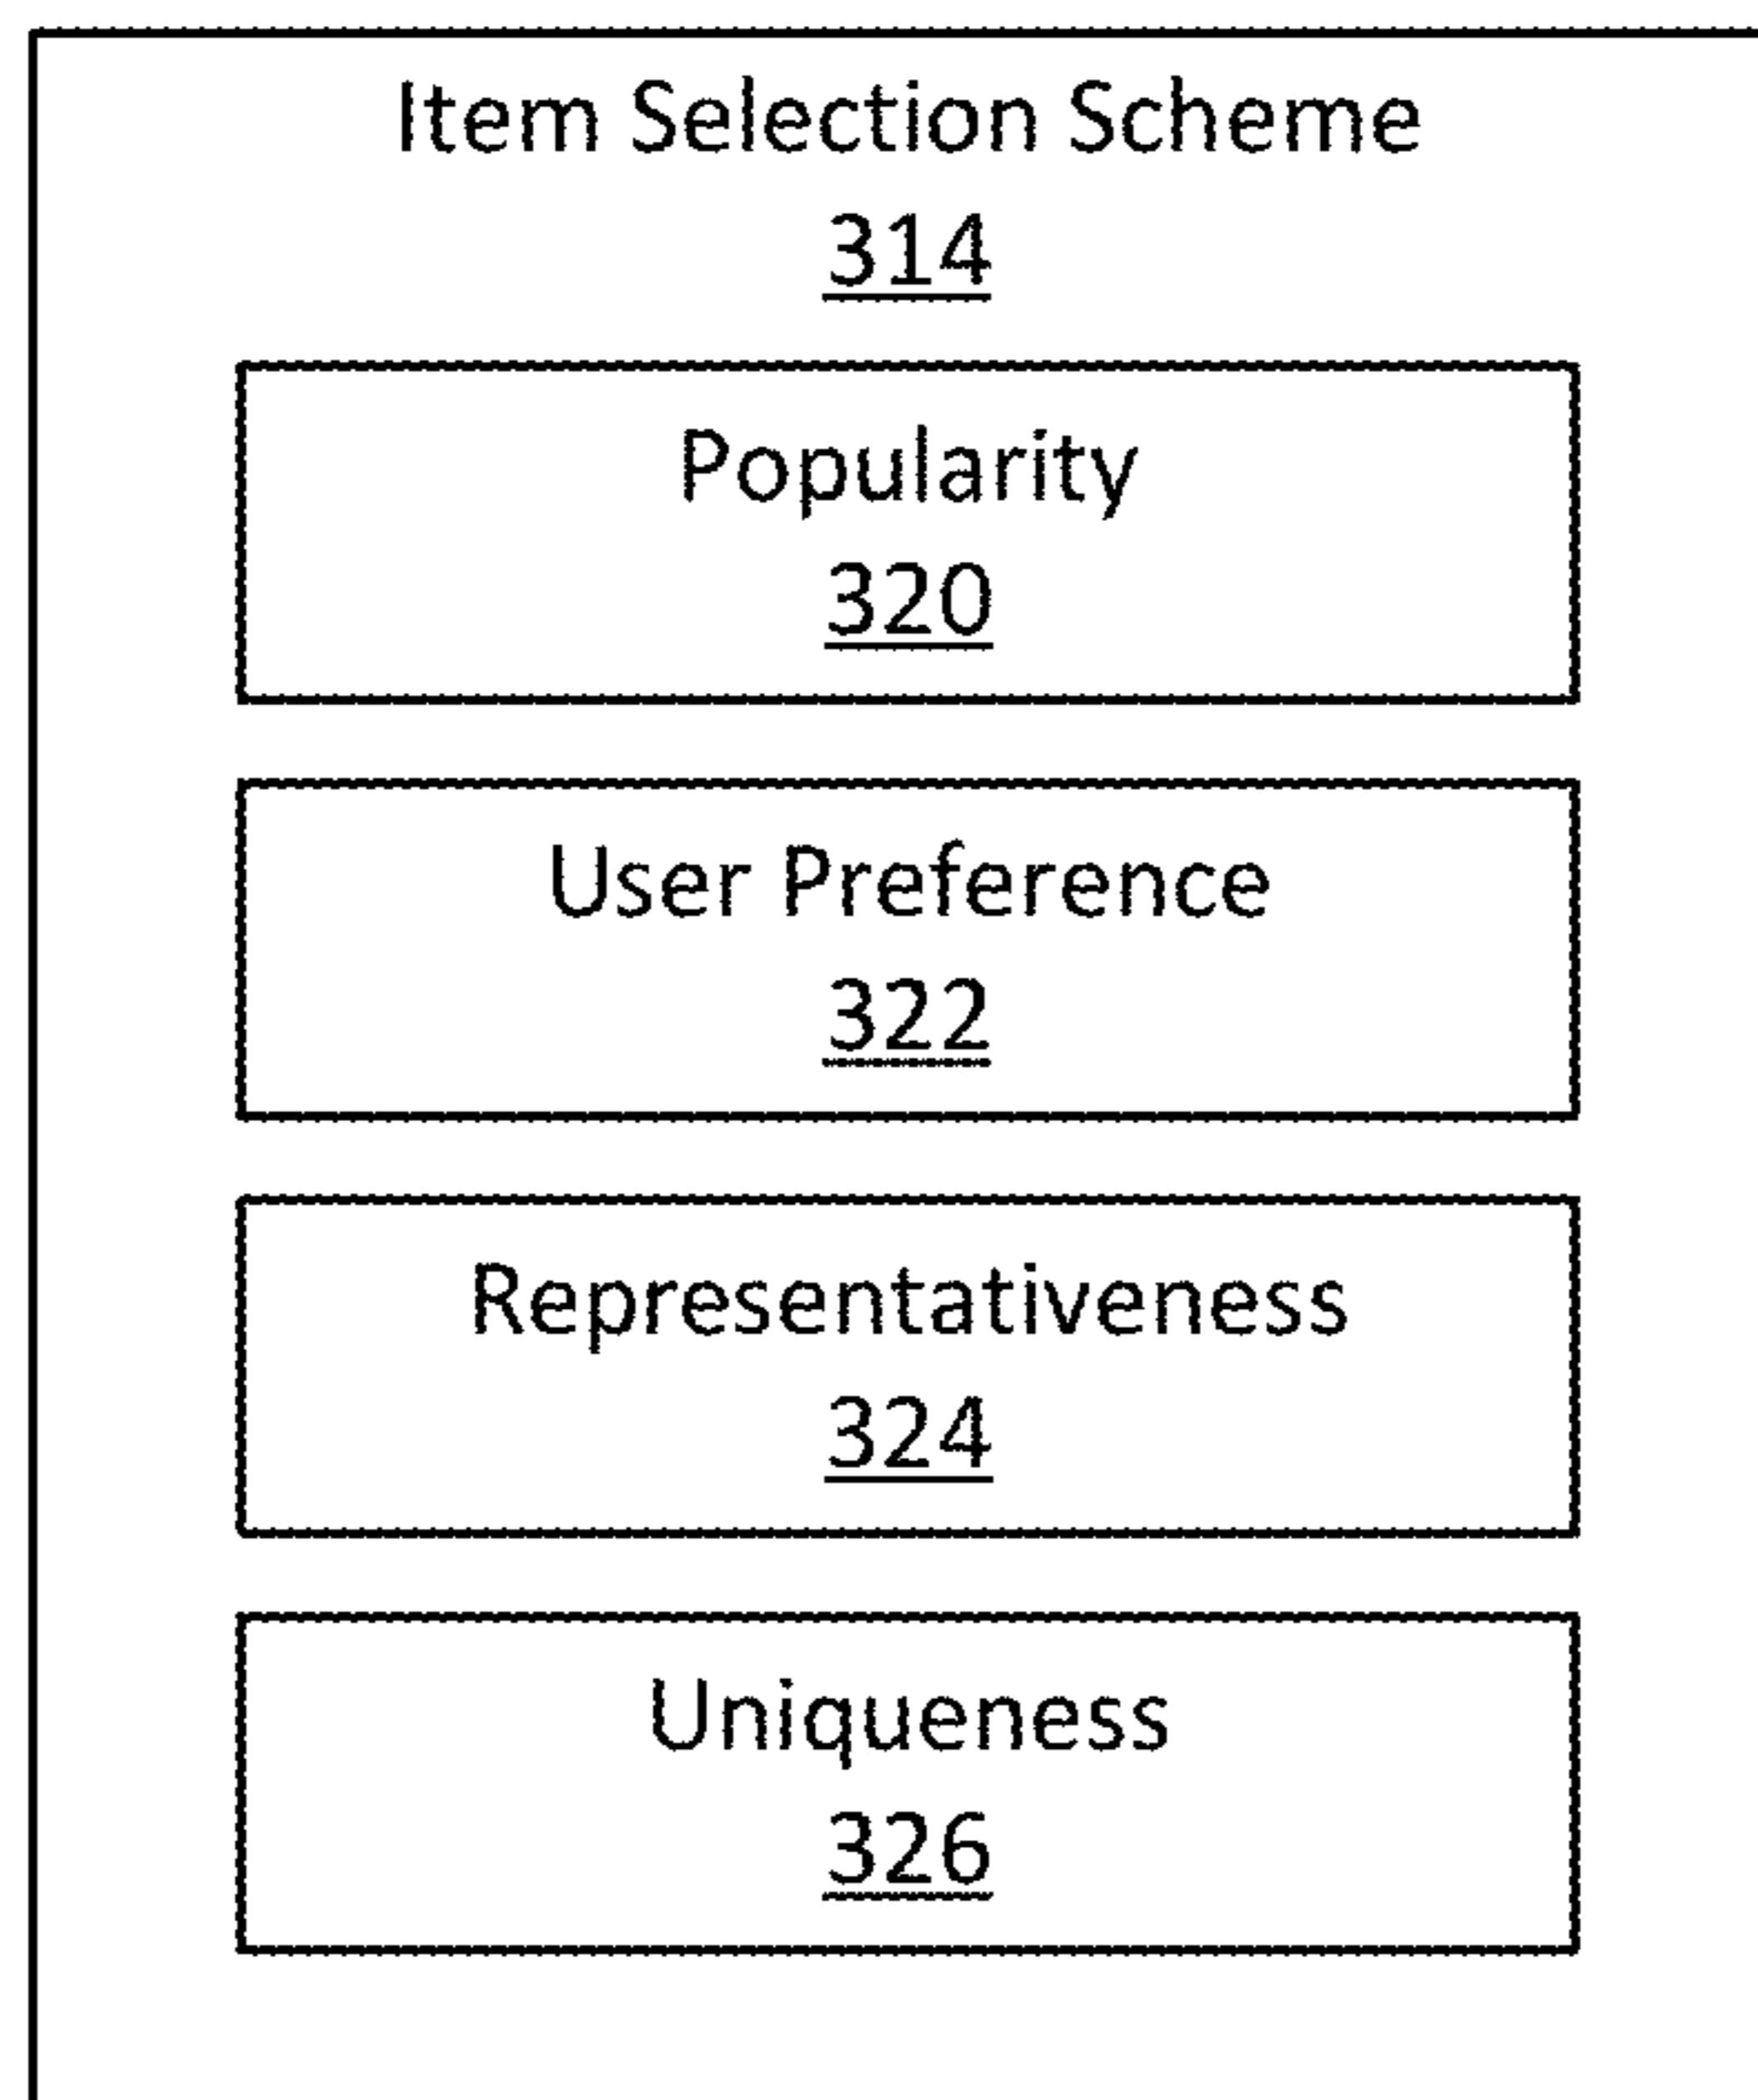 Item Selection Scheme
314
Popularity
320
User Preference
322
Representativeness
324
Uniqueness
326